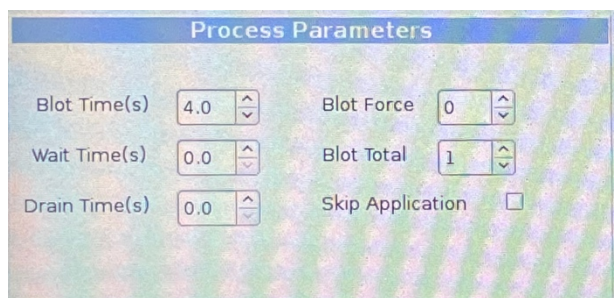 Process Parameters
Blot Time(s) 4.0 Blot Force 0
Wait Time(s) 0.0 Blot Total 1
Drain Time(s) 0.0 Skip Application